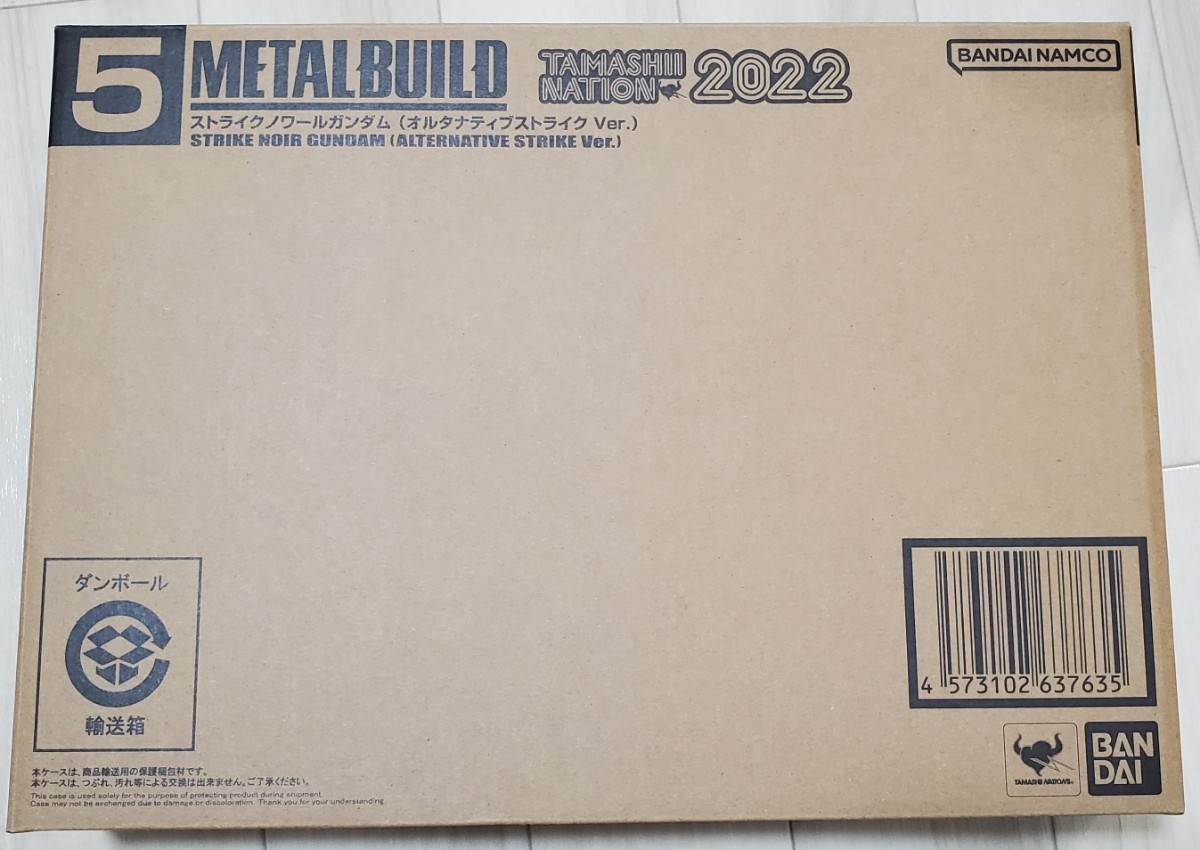 5
METALBUILD
TAMASHIII
NATION
2022
BANDAI NAMCO
ストライクノワールガンダム（オルタナティブストライク Ver.）
STRIKE NOIR GUNDAM (ALTERNATIVE STRIKE Ver.)
ダンボール
輸送箱
4 573102 637635
本ケースは、商品輸送用の保護梱包材です。
本ケースは、つぶれ、汚れ等による交換は出来ません。ご了承ください。
This case is used solely for the purpose of protecting product during shipment.
Case may not be exchanged due to damage or discoloration. Thank you for your understanding.
TAMASHII NATIONS
BAN
DAI